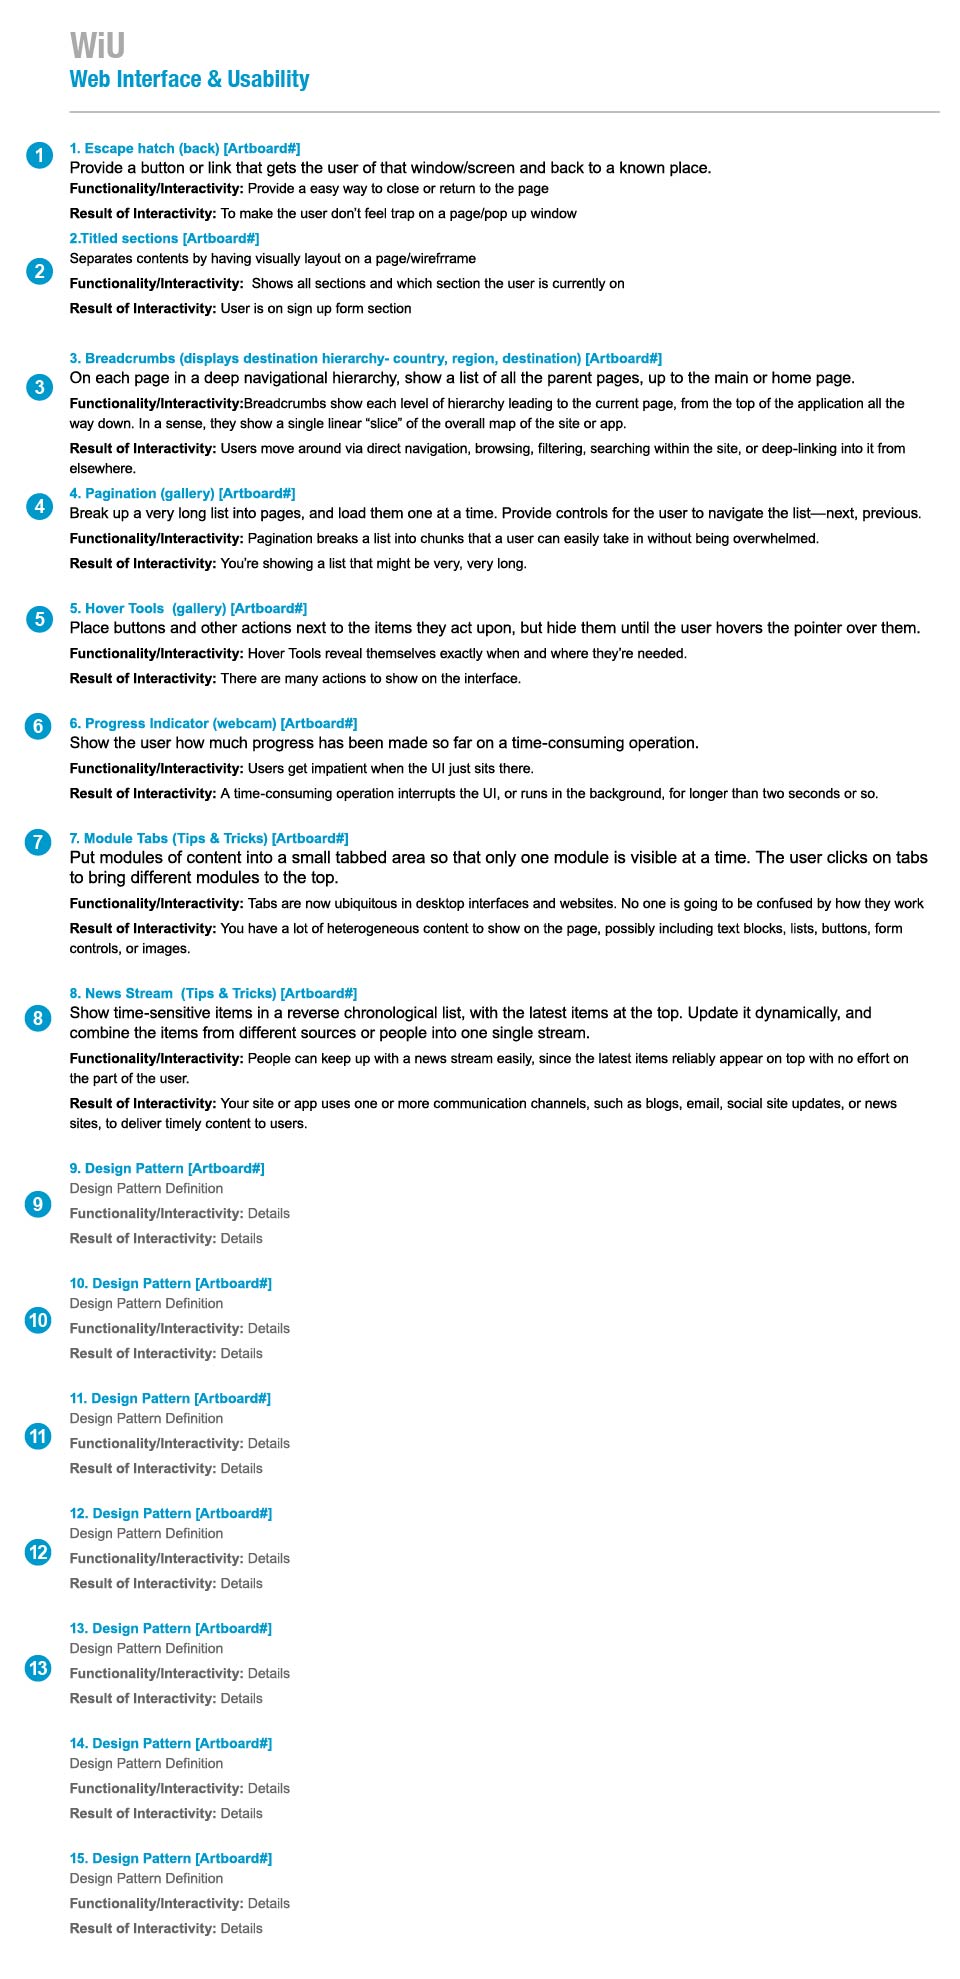 WiU
Web Interface & Usability
1
1. Escape hatch (back) [Artboard#]
Provide a button or link that gets the user of that window/screen and back to a known place.
Functionality/Interactivity: Provide a easy way to close or return to the page
Result of Interactivity: To make the user don't feel trap on a page/pop up window
2.Titled sections [Artboard#]
2
Separates contents by having visually layout on a page/wirefrrame
Functionality/Interactivity:  Shows all sections and which section the user is currently on
Result of Interactivity: User is on sign up form section
3. Breadcrumbs (displays destination hierarchy- country, region, destination) [Artboard#]
3
On each page in a deep navigational hierarchy, show a list of all the parent pages, up to the main or home page.
Functionality/Interactivity:Breadcrumbs show each level of hierarchy leading to the current page, from the top of the application all the
way down. In a sense, they show a single linear “slice” of the overall map of the site or app.
Result of Interactivity: Users move around via direct navigation, browsing, filtering, searching within the site, or deep-linking into it from
elsewhere.
4. Pagination (gallery) [Artboard#]
4
Break up a very long list into pages, and load them one at a time. Provide controls for the user to navigate the list—next, previous.
Functionality/Interactivity: Pagination breaks a list into chunks that a user can easily take in without being overwhelmed.
Result of Interactivity: You're showing a list that might be very, very long.
5. Hover Tools  (gallery) [Artboard#]
5
Place buttons and other actions next to the items they act upon, but hide them until the user hovers the pointer over them.
Functionality/Interactivity: Hover Tools reveal themselves exactly when and where they're needed.
Result of Interactivity: There are many actions to show on the interface.
6
6. Progress Indicator (webcam) [Artboard#]
Show the user how much progress has been made so far on a time-consuming operation.
Functionality/Interactivity: Users get impatient when the UI just sits there.
Result of Interactivity: A time-consuming operation interrupts the UI, or runs in the background, for longer than two seconds or so.
7
7. Module Tabs (Tips & Tricks) [Artboard#]
Put modules of content into a small tabbed area so that only one module is visible at a time. The user clicks on tabs
to bring different modules to the top.
Functionality/Interactivity: Tabs are now ubiquitous in desktop interfaces and websites. No one is going to be confused by how they work
Result of Interactivity: You have a lot of heterogeneous content to show on the page, possibly including text blocks, lists, buttons, form
controls, or images.
8. News Stream  (Tips & Tricks) [Artboard#]
8
Show time-sensitive items in a reverse chronological list, with the latest items at the top. Update it dynamically, and
combine the items from different sources or people into one single stream.
Functionality/Interactivity: People can keep up with a news stream easily, since the latest items reliably appear on top with no effort on
the part of the user.
Result of Interactivity: Your site or app uses one or more communication channels, such as blogs, email, social site updates, or news
sites, to deliver timely content to users.
9. Design Pattern [Artboard#]
Design Pattern Definition
9
Functionality/Interactivity: Details
Result of Interactivity: Details
10. Design Pattern [Artboard#]
Design Pattern Definition
10
Functionality/Interactivity: Details
Result of Interactivity: Details
11. Design Pattern [Artboard#]
Design Pattern Definition
11
Functionality/Interactivity: Details
Result of Interactivity: Details
12. Design Pattern [Artboard#]
Design Pattern Definition
12
Functionality/Interactivity: Details
Result of Interactivity: Details
13. Design Pattern [Artboard#]
Design Pattern Definition
13
Functionality/Interactivity: Details
Result of Interactivity: Details
14. Design Pattern [Artboard#]
Design Pattern Definition
Functionality/Interactivity: Details
Result of Interactivity: Details
15. Design Pattern [Artboard#]
Design Pattern Definition
Functionality/Interactivity: Details
Result of Interactivity: Details